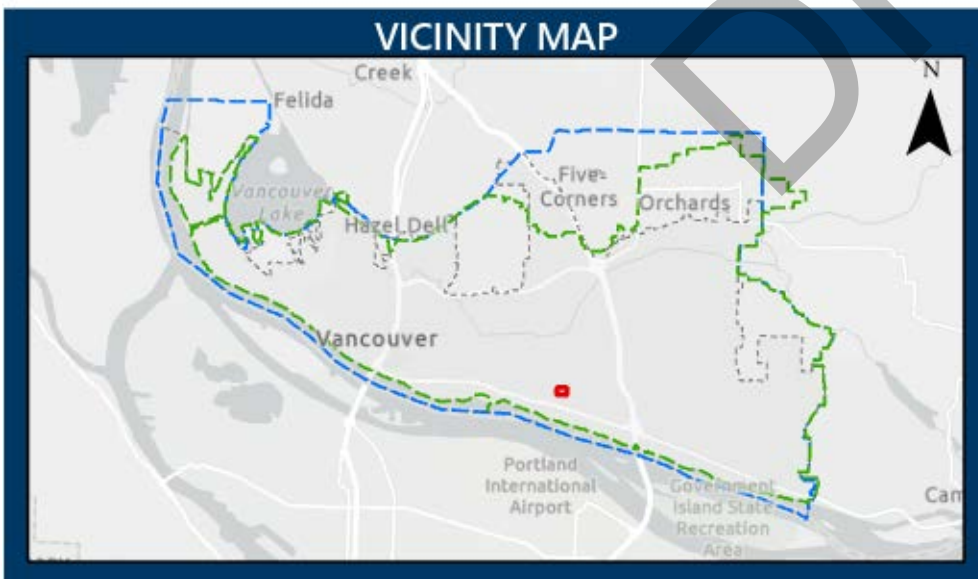 VICINITY MAP
Creek
N
Felida
Vancouver
Lake
Five
Corners
Orchards
Hazel Dell
Vancouver
Portland
International
Airport
Government
Island State
Recreation
Area
Cam